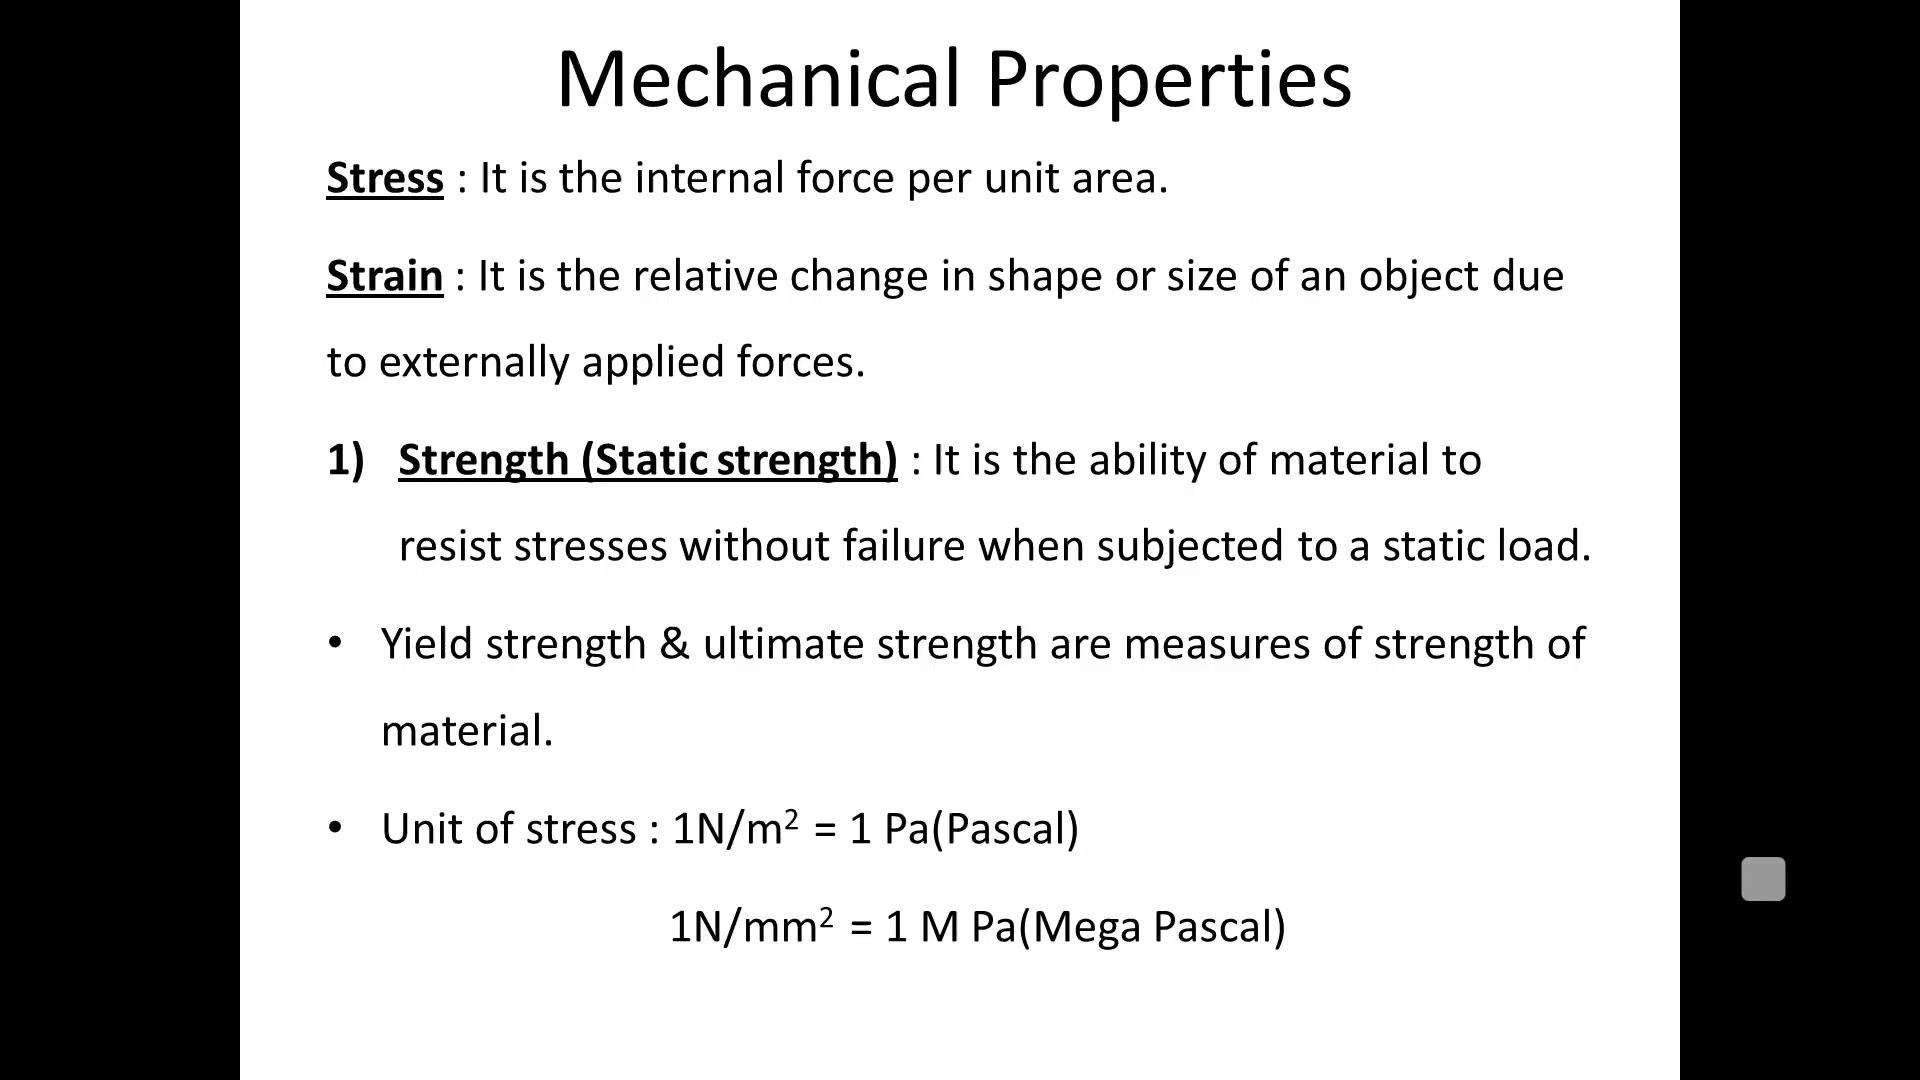 Mechanical Properties
Stress : It is the internal force per unit area.
Strain : It is the relative change in shape or size of an object due
to externally applied forces.
1) Strength (Static strength) : It is the ability of material to
resist stresses without failure when subjected to a static load.
• Yield strength & ultimate strength are measures of strength of
material.
• Unit of stress : 1N/m² = 1 Pa(Pascal)
1N/mm² = 1 M Pa(Mega Pascal)